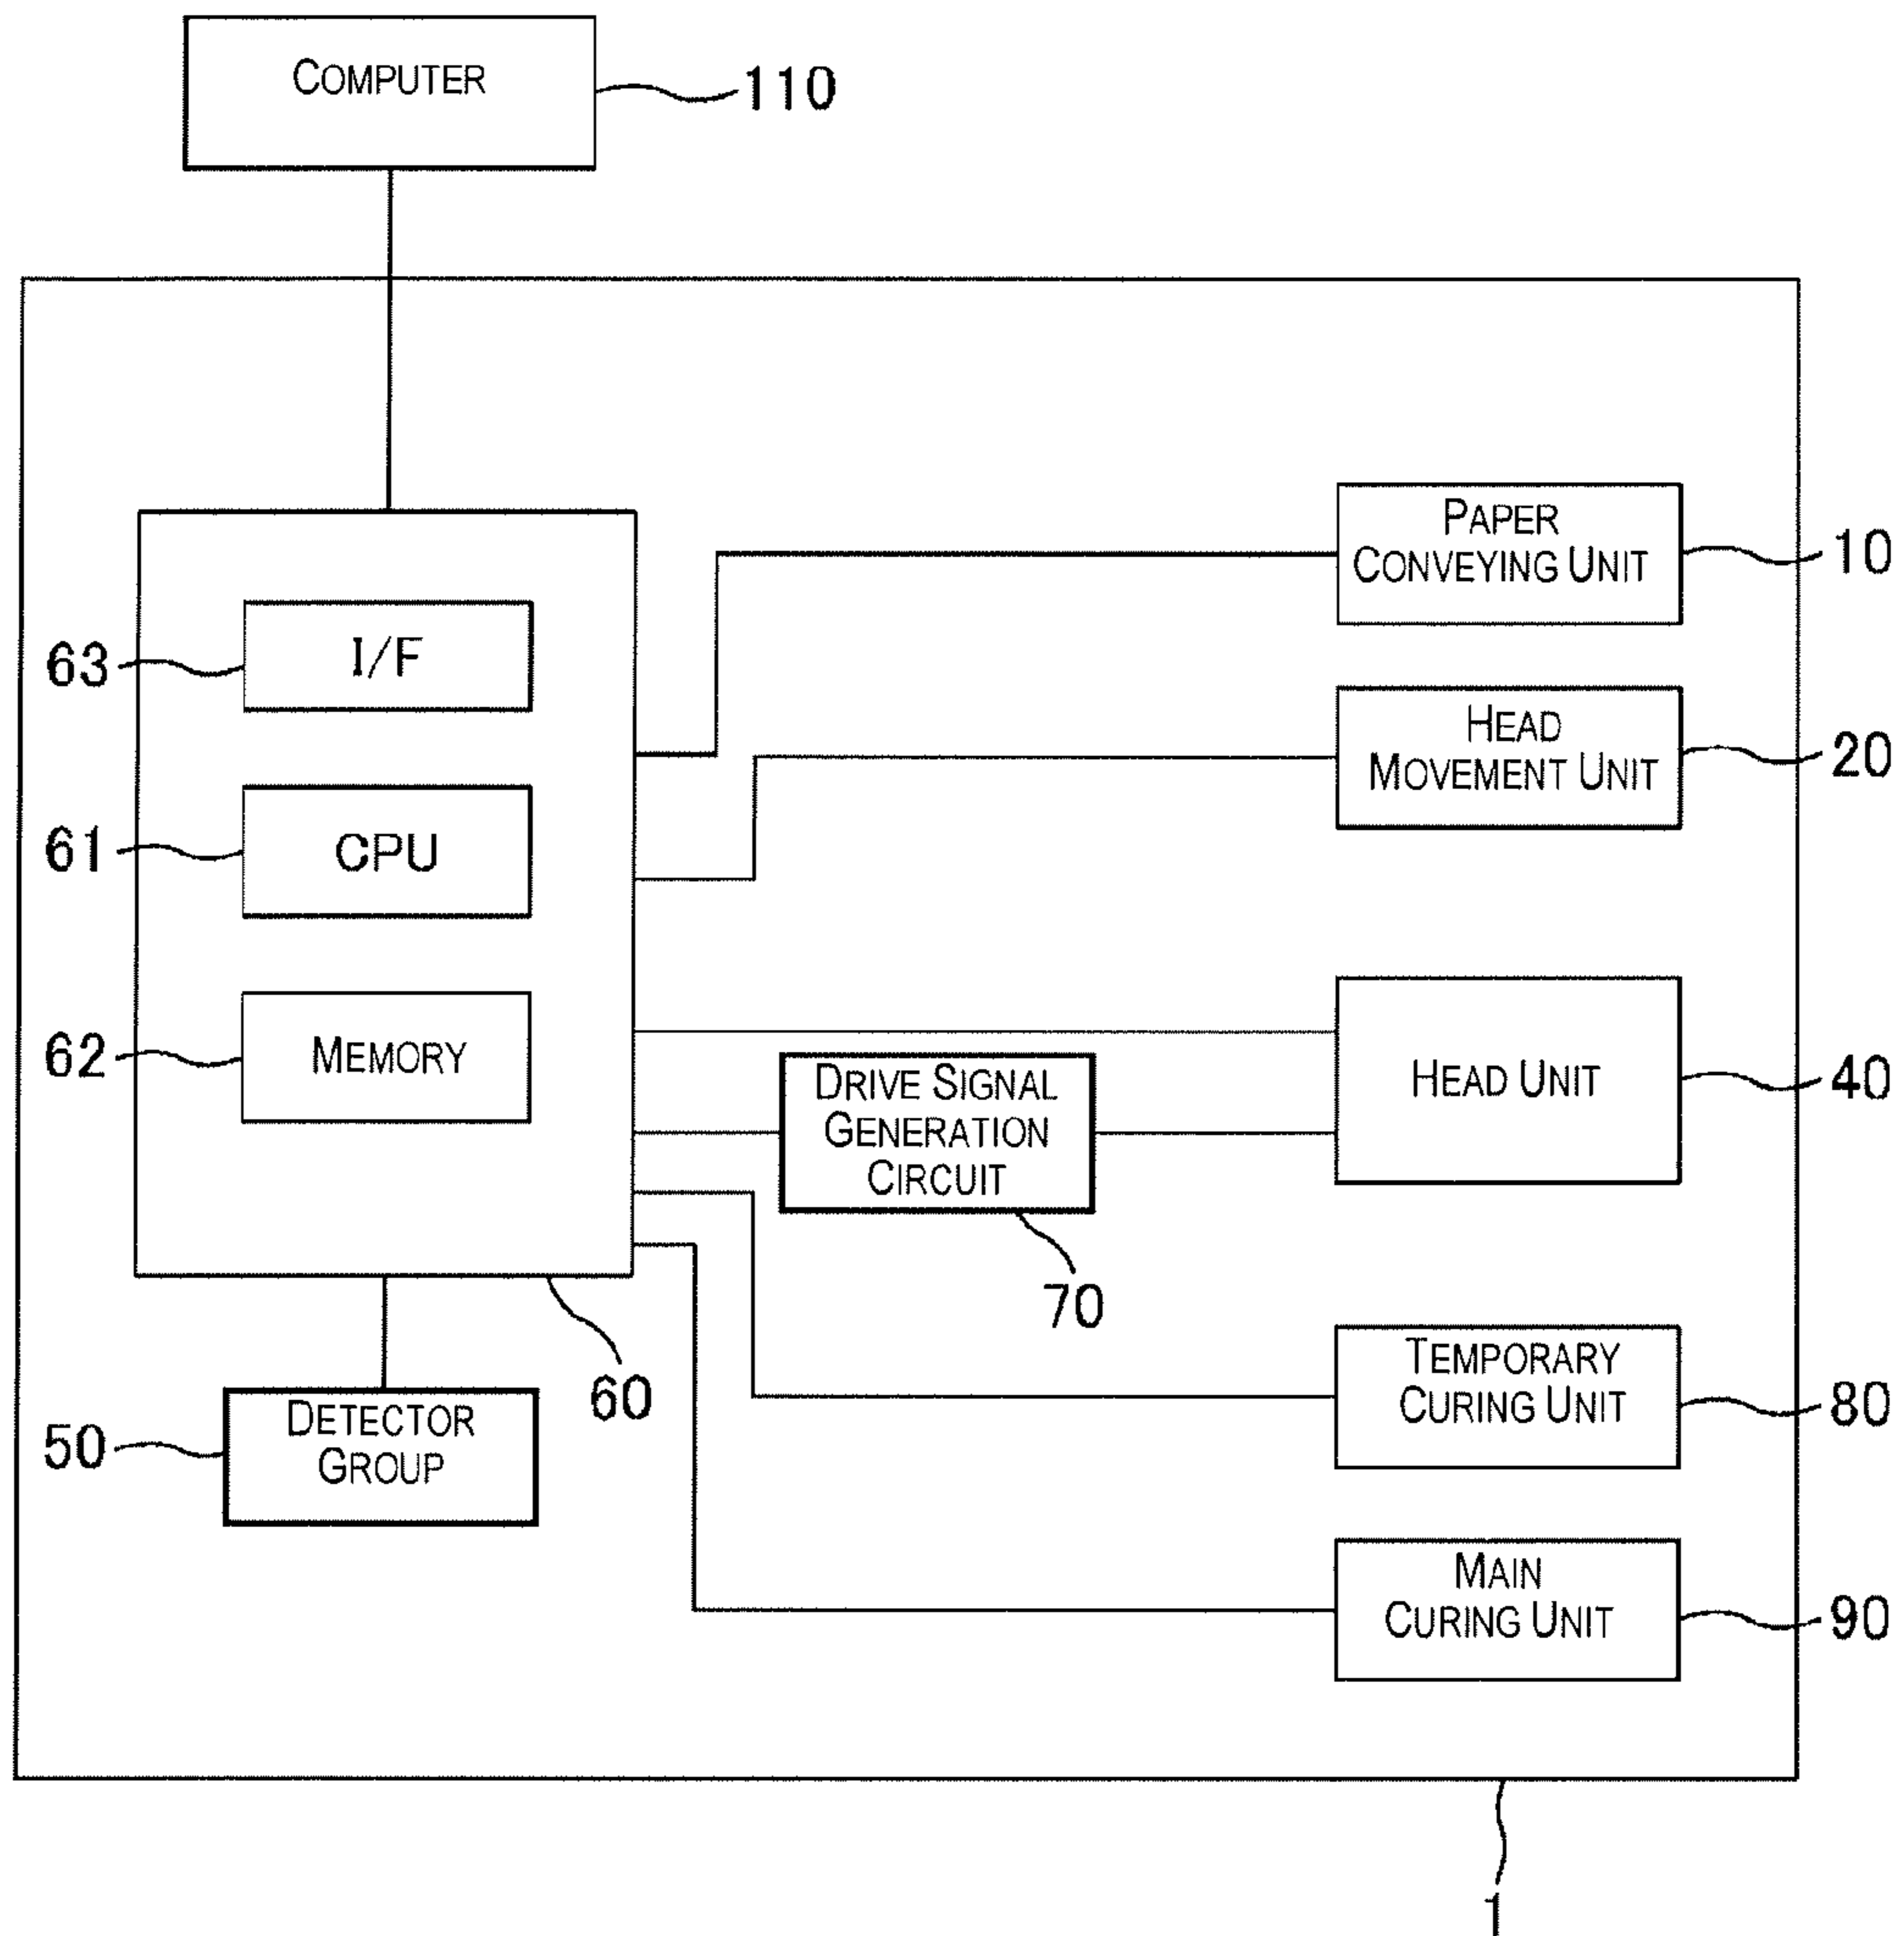 COMPUTER
110
PAPER
CONVEYING UNIT
10
63
I/F
HEAD
MOVEMENT UNIT
20
61
CPU
62
MEMORY
HEAD UNIT
40
DRIVE SIGNAL
GENERATION
CIRCUIT
70
60
TEMPORARY
CURING UNIT
80
50
DETECTOR
GROUP
MAIN
CURING UNIT
90
1